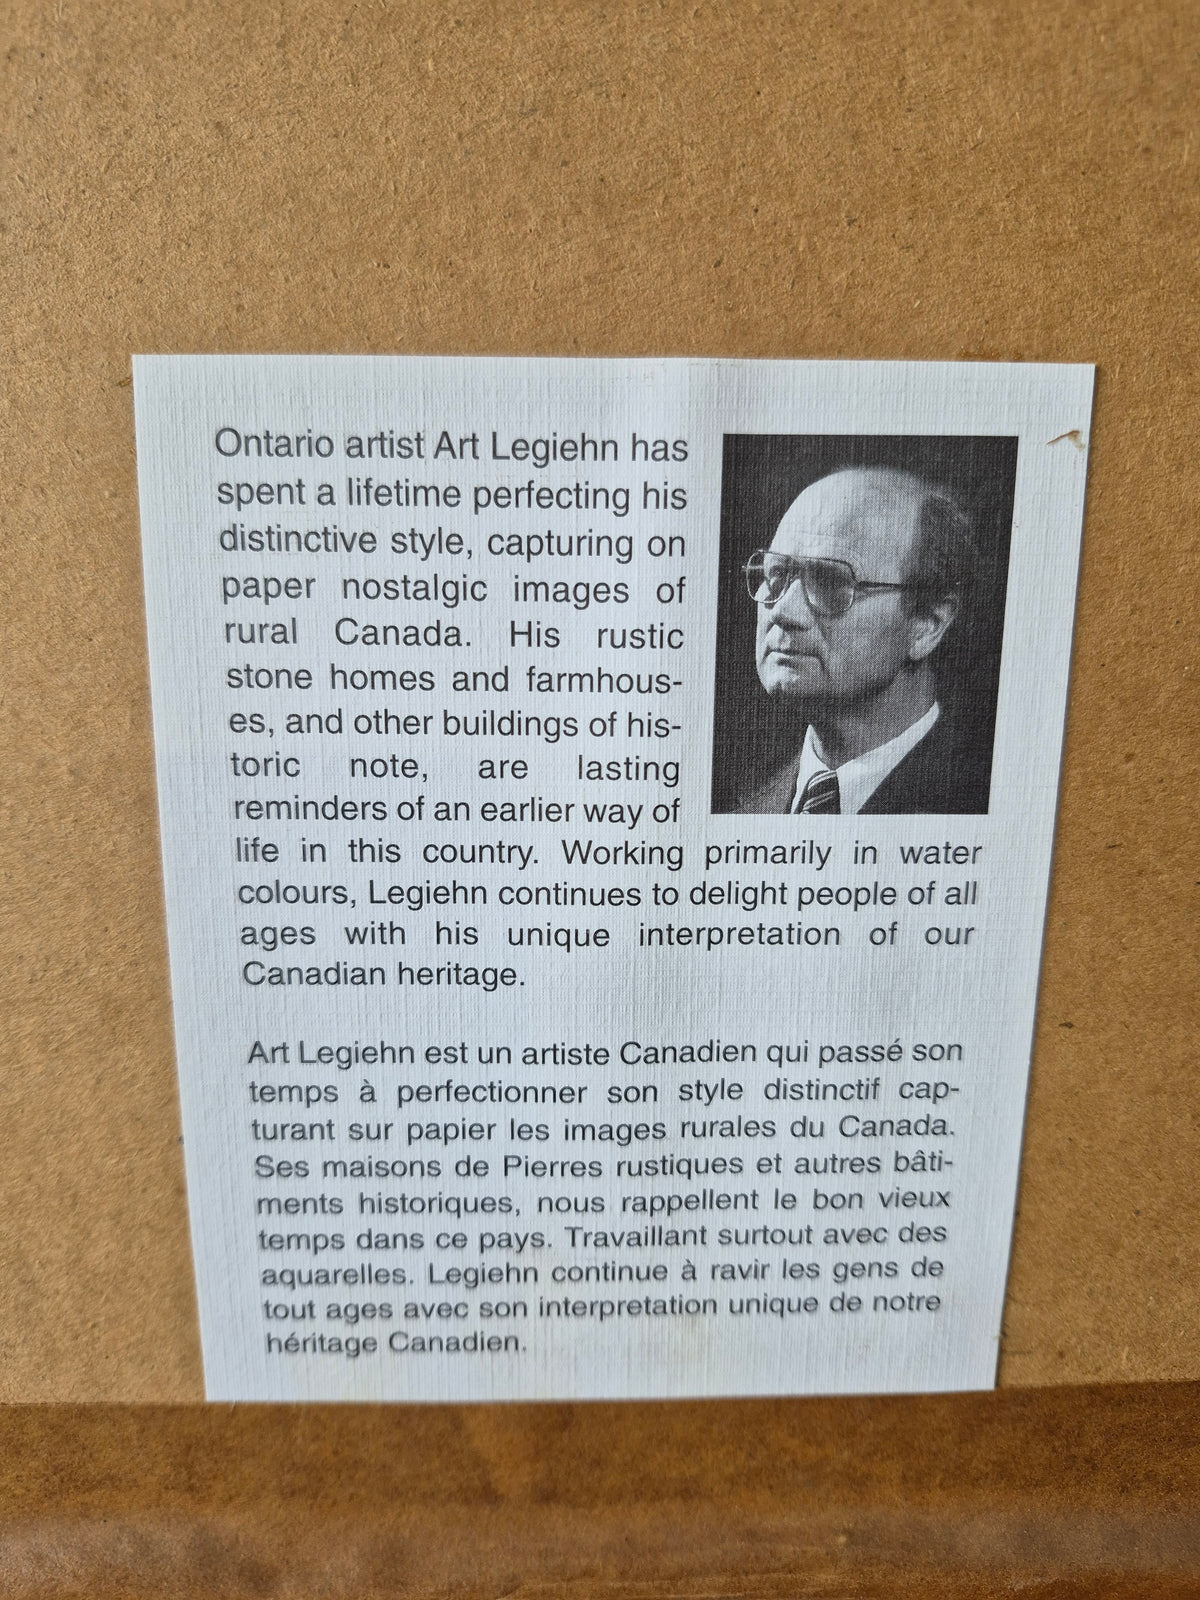 Ontario artist Art Legiehn has
spent a lifetime perfecting his
distinctive style, capturing on
paper nostalgic images of
rural Canada. His rustic
stone homes and farmhous-
es, and other buildings of his-
toric note, are lasting
reminders of an earlier way of
life in this country. Working primarily in water
colours, Legiehn continues to delight people of all
ages with his unique interpretation of our
Canadian heritage.
Art Legiehn est un artiste Canadien qui passé son
temps à perfectionner son style distinctif cap-
turant sur papier les images rurales du Canada.
Ses maisons de Pierres rustiques et autres bâti-
ments historiques, nous rappellent le bon vieux
temps dans ce pays. Travaillant surtout avec des
aquarelles. Legiehn continue à ravir les gens de
tout ages avec son interpretation unique de notre
héritage Canadien.